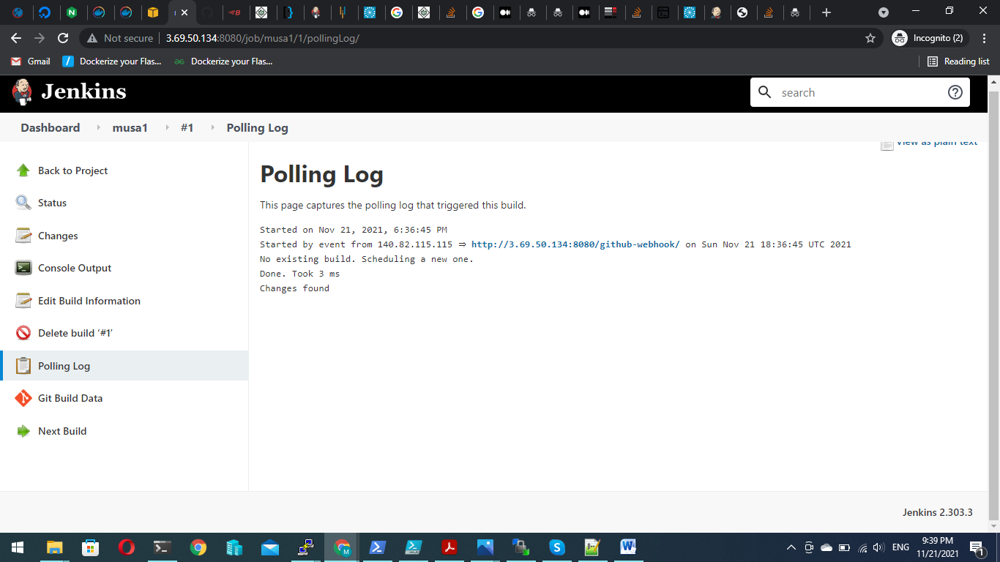 Not secure
3.69.50.134:8080/job/musa1/1/pollingLog/
Incognito (2)
Gmail
Dockerize your Flas...
Dockerize your Flas...
Reading list
Jenkins
search
Dashboard
musa1
#1
Polling Log
View as plain text
Back to Project
Status
Changes
Console Output
Edit Build Information
Delete build ‘#1’
Polling Log
Git Build Data
Next Build
Polling Log
This page captures the polling log that triggered this build.
Started on Nov 21, 2021, 6:36:45 PM
Started by event from 140.82.115.115 ⇒ http://3.69.50.134:8080/github-webhook/ on Sun Nov 21 18:36:45 UTC 2021
No existing build. Scheduling a new one.
Done. Took 3 ms
Changes found
Jenkins 2.303.3
ENG
9:39 PM
11/21/2021
1